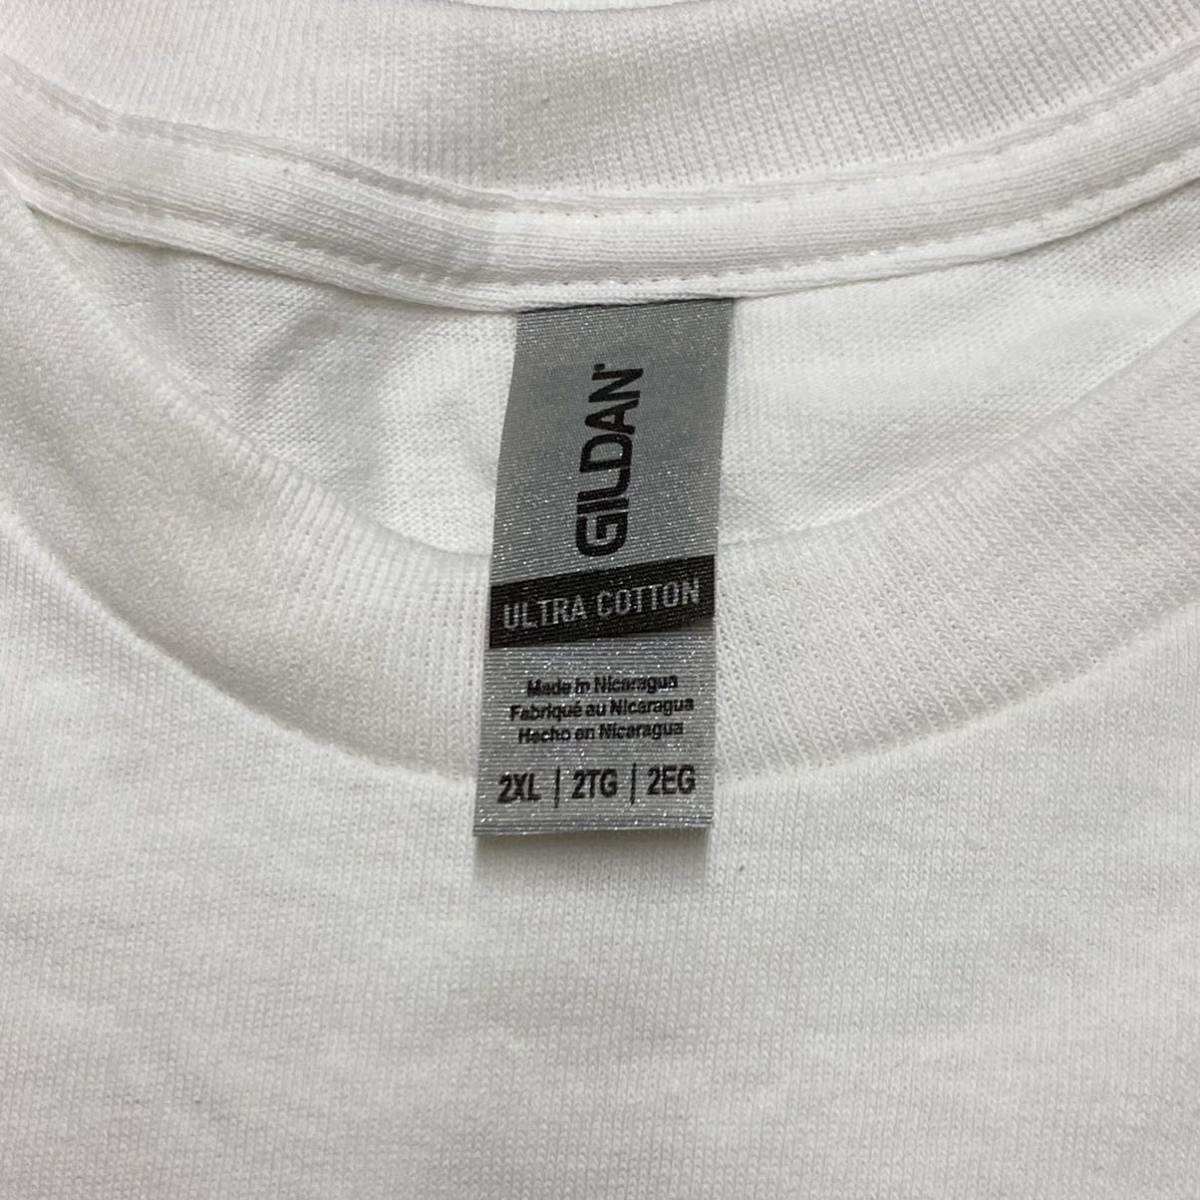 GILDAN
ULTRA COTTON
Made in Nicaragua
Fabriqué au Nicaragua
Hecho en Nicaragua
2XL | 2TG | 2EG